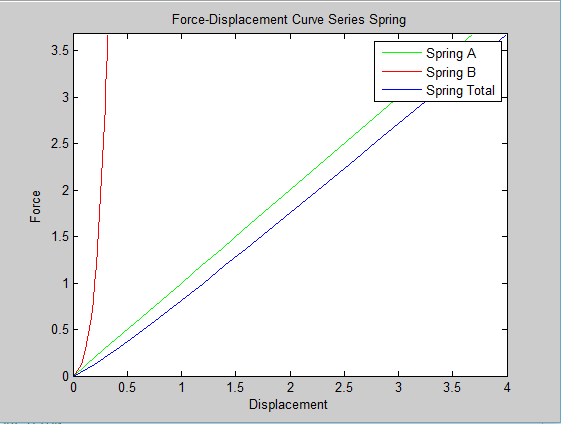 Force-Displacement Curve Series Spring
Spring A
Spring B
Spring Total
3.5
3
2.5
2
1.5
1
0.5
0
Force
0
0.5
1
1.5
2
2.5
3
3.5
4
Displacement